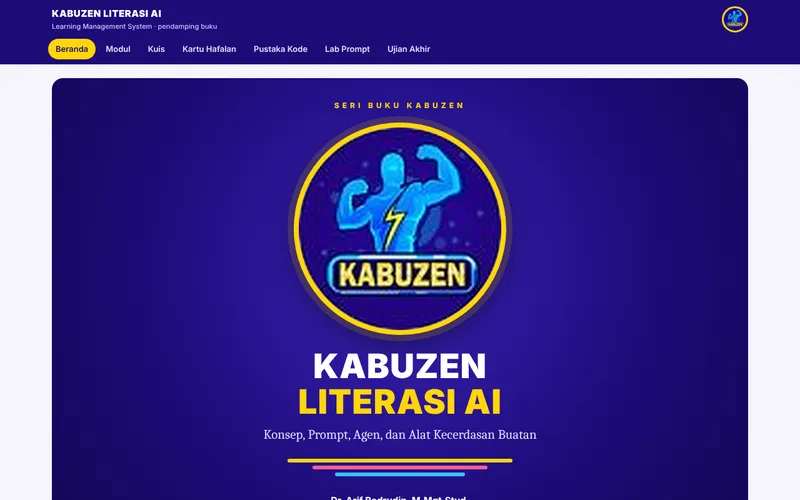 KABUZEN LITERASI AI
Learning Management System · pendamping buku
Beranda Modul Kuis Kartu Hafalan Pustaka Kode Lab Prompt Ujian Akhir
SERI BUKU KABUZEN
KABUZEN
KABUZEN
LITERASI AI
Konsep, Prompt, Agen, dan Alat Kecerdasan Buatan